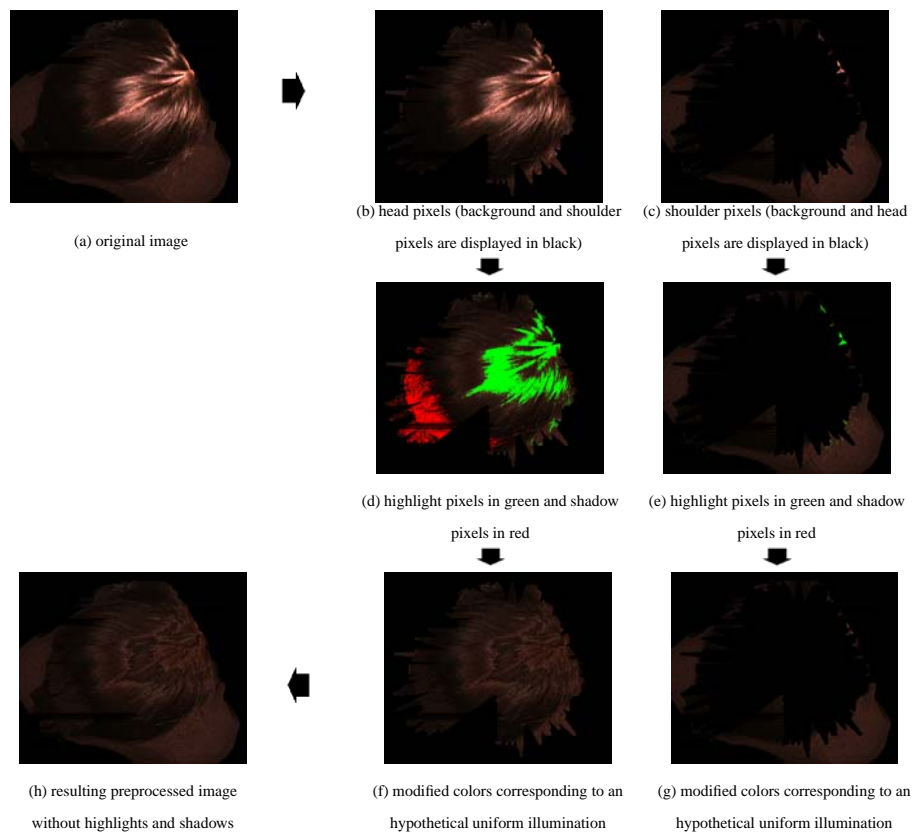 (a) original image
(b) head pixels (background and shoulder
pixels are displayed in black)
(c) shoulder pixels (background and head
pixels are displayed in black)
(d) highlight pixels in green and shadow
pixels in red
(e) highlight pixels in green and shadow
pixels in red
(h) resulting preprocessed image
without highlights and shadows
(f) modified colors corresponding to an
hypothetical uniform illumination
(g) modified colors corresponding to an
hypothetical uniform illumination